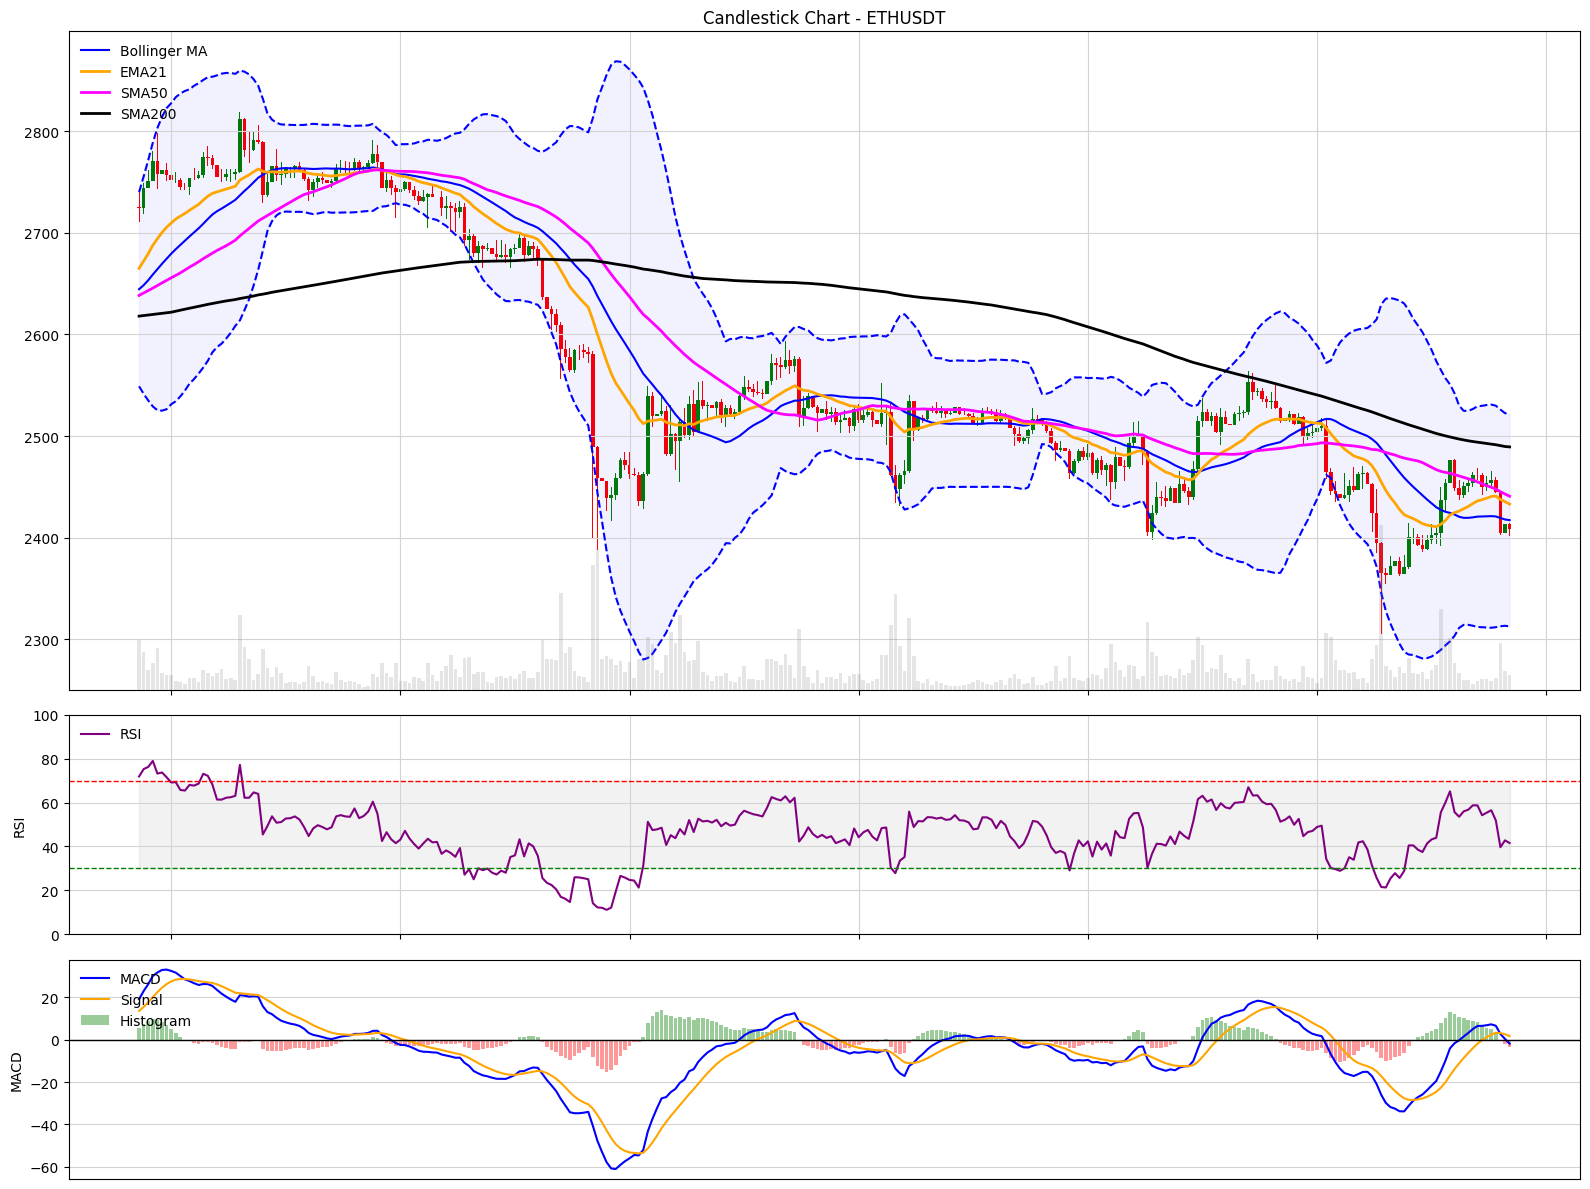 Candlestick Chart - ETHUSDT
Bollinger MA
EMA21
SMA50
SMA200
2800
2700
2600
2500
2400
2300
RSI
100
80
60
40
20
0
RSI
MACD
Signal
Histogram
20
0
−20
−40
−60
MACD